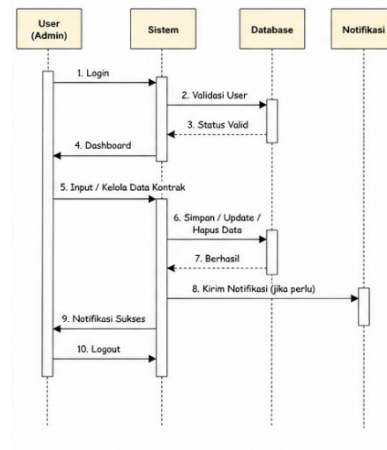 User
(Admin)
Sistem
Database
Notifikasi
1. Login
2. Validasi User
3. Status Valid
4. Dashboard
5. Input / Kelola Data Kontrak
6. Simpan / Update /
Hapus Data
7. Berhasil
8. Kirim Notifikasi (jika perlu)
9. Notifikasi Sukses
10. Logout